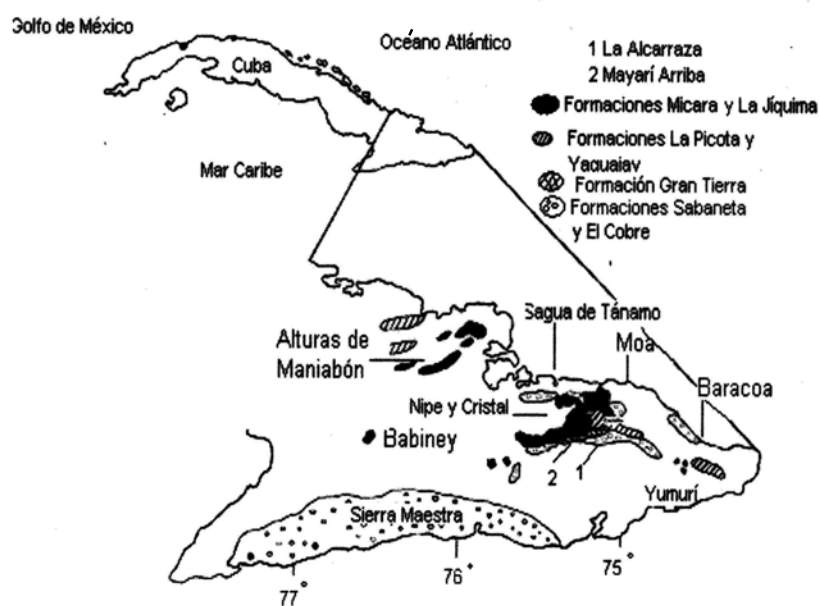 Golfo de México
Océano Atlántico
Cuba
Mar Caribe
1 La Alcarraza
2 Mayarí Arriba
Formaciones Micara y La Jíquima
Formaciones La Picota y
Yaguajay
Formación Gran Tierra
Formaciones Sabaneta
y El Cobre
Sagua de Tánamo
Moa
Baracoa
Alturas de
Maniabón
Nipe y Cristal
Babiney
2
1
Yumurí
Sierra Maestra
77°
76°
75°